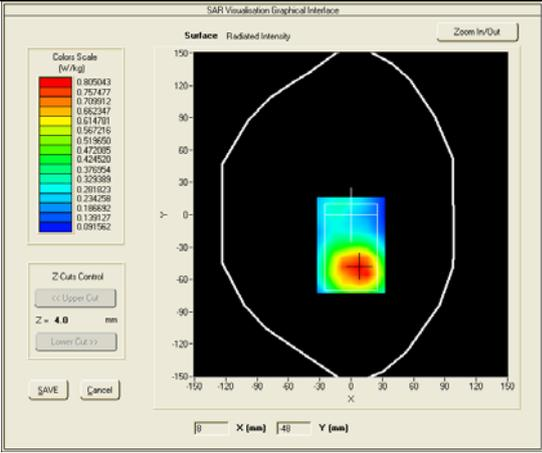 SAR Visualisation Graphical Interface
Surface Radiated Intensity
Zoom In/Out
Colors Scale
(W/kg)
0.805043
0.757477
0.709912
0.662347
0.614781
0.567216
0.519650
0.472085
0.424520
0.376954
0.329389
0.281823
0.234258
0.186692
0.139127
0.091562
150
120
90
60
30
0
-30
-60
-90
-120
-150
Y
-150 -120 -90 -60 -30 0 30 60 90 120 150
X
Z-Cuts Control
<< Upper Cut
Z = 4.0 mm
Lower Cut >>
SAVE Cancel
8 X (mm) -48 Y (mm)